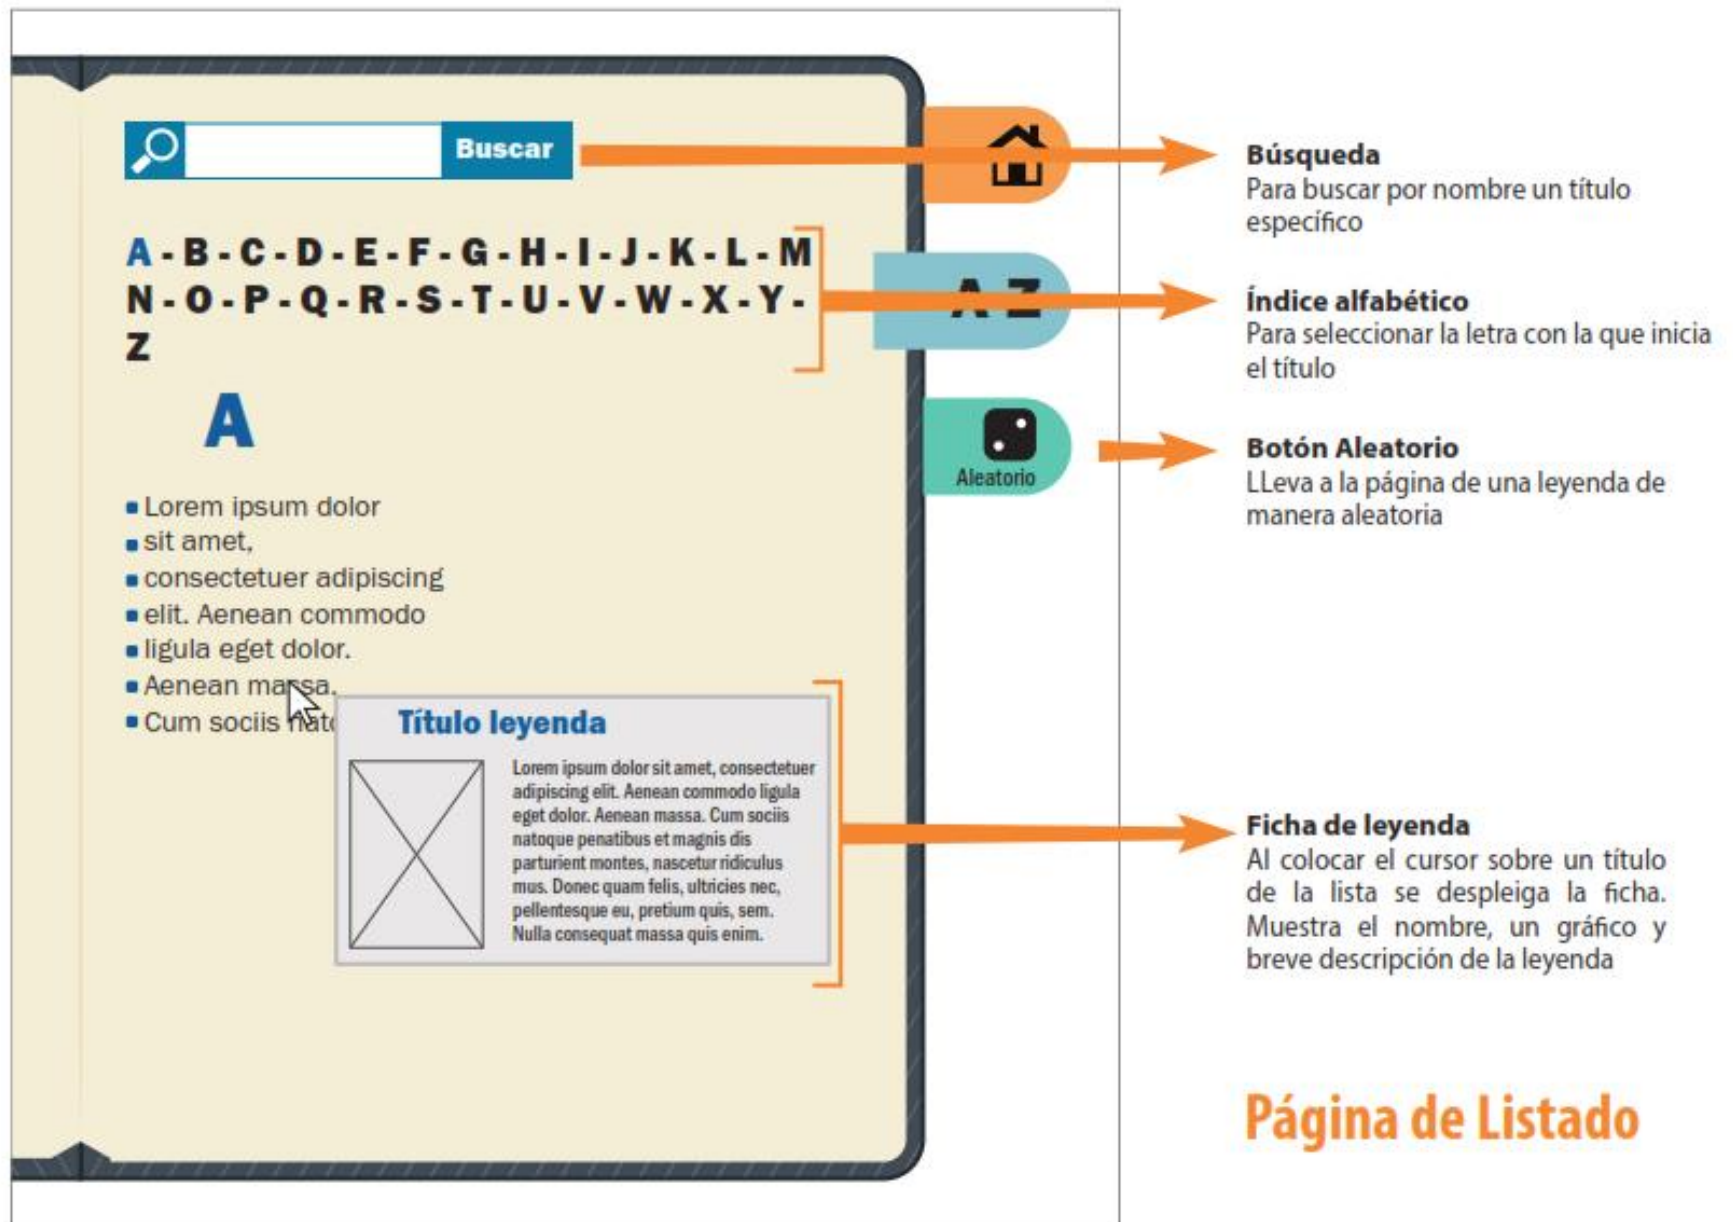 Buscar
A - B - C - D - E - F - G - H - I - J - K - L - M
N - O - P - Q - R - S - T - U - V - W - X - Y -
Z
A
Lorem ipsum dolor
sit amet,
consectetuer adipiscing
elit. Aenean commodo
ligula eget dolor.
Aenean massa.
Cum sociis
Título leyenda
Lorem ipsum dolor sit amet, consectetuer
adipiscing elit. Aenean commodo ligula
eget dolor. Aenean massa. Cum sociis
natoque penatibus et magnis dis
parturient montes, nascetur ridiculus
mus. Donec quam felis, ultricies nec,
pellentesque eu, pretium quis, sem.
Nulla consequat massa quis enim.
A Z
Aleatorio
Búsqueda
Para buscar por nombre un título
específico
Índice alfabético
Para seleccionar la letra con la que inicia
el título
Botón Aleatorio
LLeva a la página de una leyenda de
manera aleatoria
Ficha de leyenda
Al colocar el cursor sobre un título
de la lista se despleiga la ficha.
Muestra el nombre, un gráfico y
breve descripción de la leyenda
Página de Listado